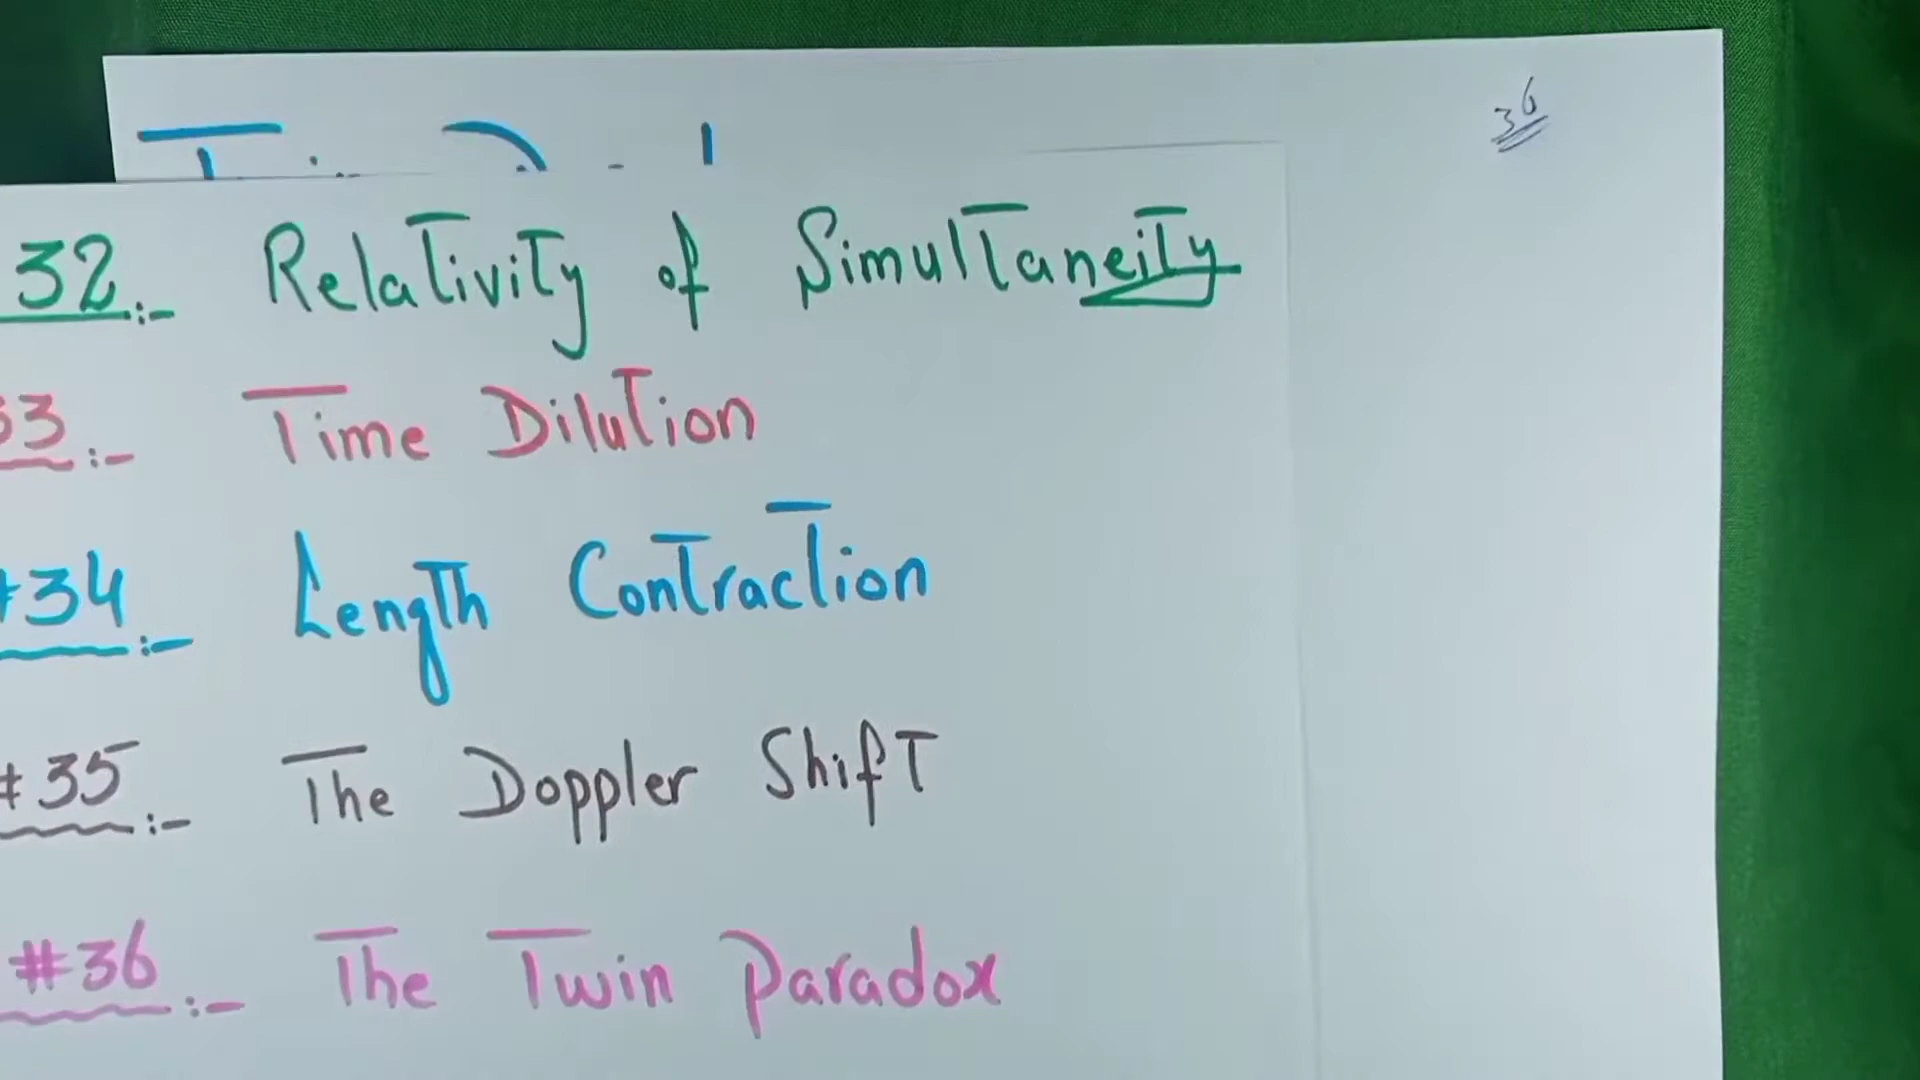 36
32:- Relativity of Simultaneity
33:- Time Dilution
#34:- Length Contraction
#35:- The Doppler Shift
#36:- The Twin Paradox